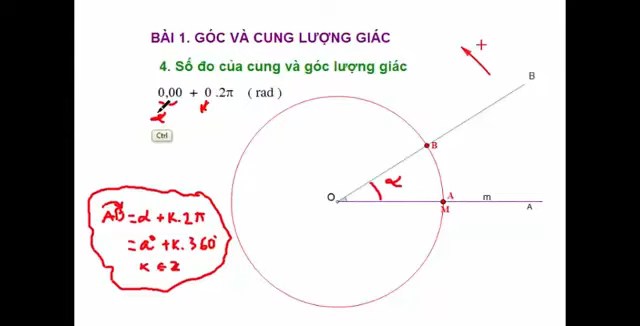 BÀI 1. GÓC VÀ CUNG LƯỢNG GIÁC
4. Số đo của cung và góc lượng giác
0,00 + 0 .2π ( rad )
α K
Ctrl
+
B
B
α
O
A
M
m
A
AB = α + K.2π
= a° + K.360°
K ∈ Z